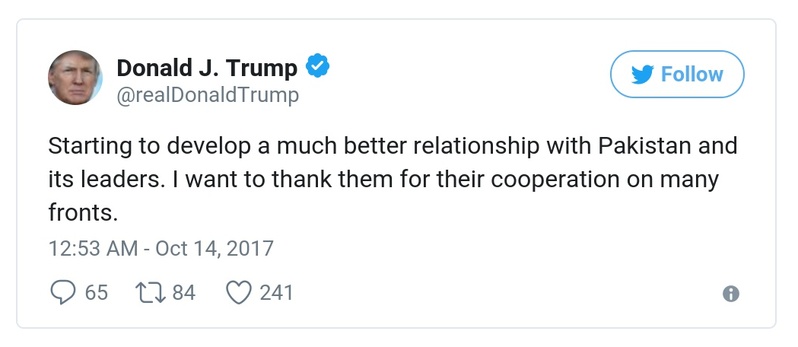 Donald J. Trump
Follow
@realDonaldTrump
Starting to develop a much better relationship with Pakistan and
its leaders. I want to thank them for their cooperation on many
fronts.
12:53 AM - Oct 14, 2017
65 84 241